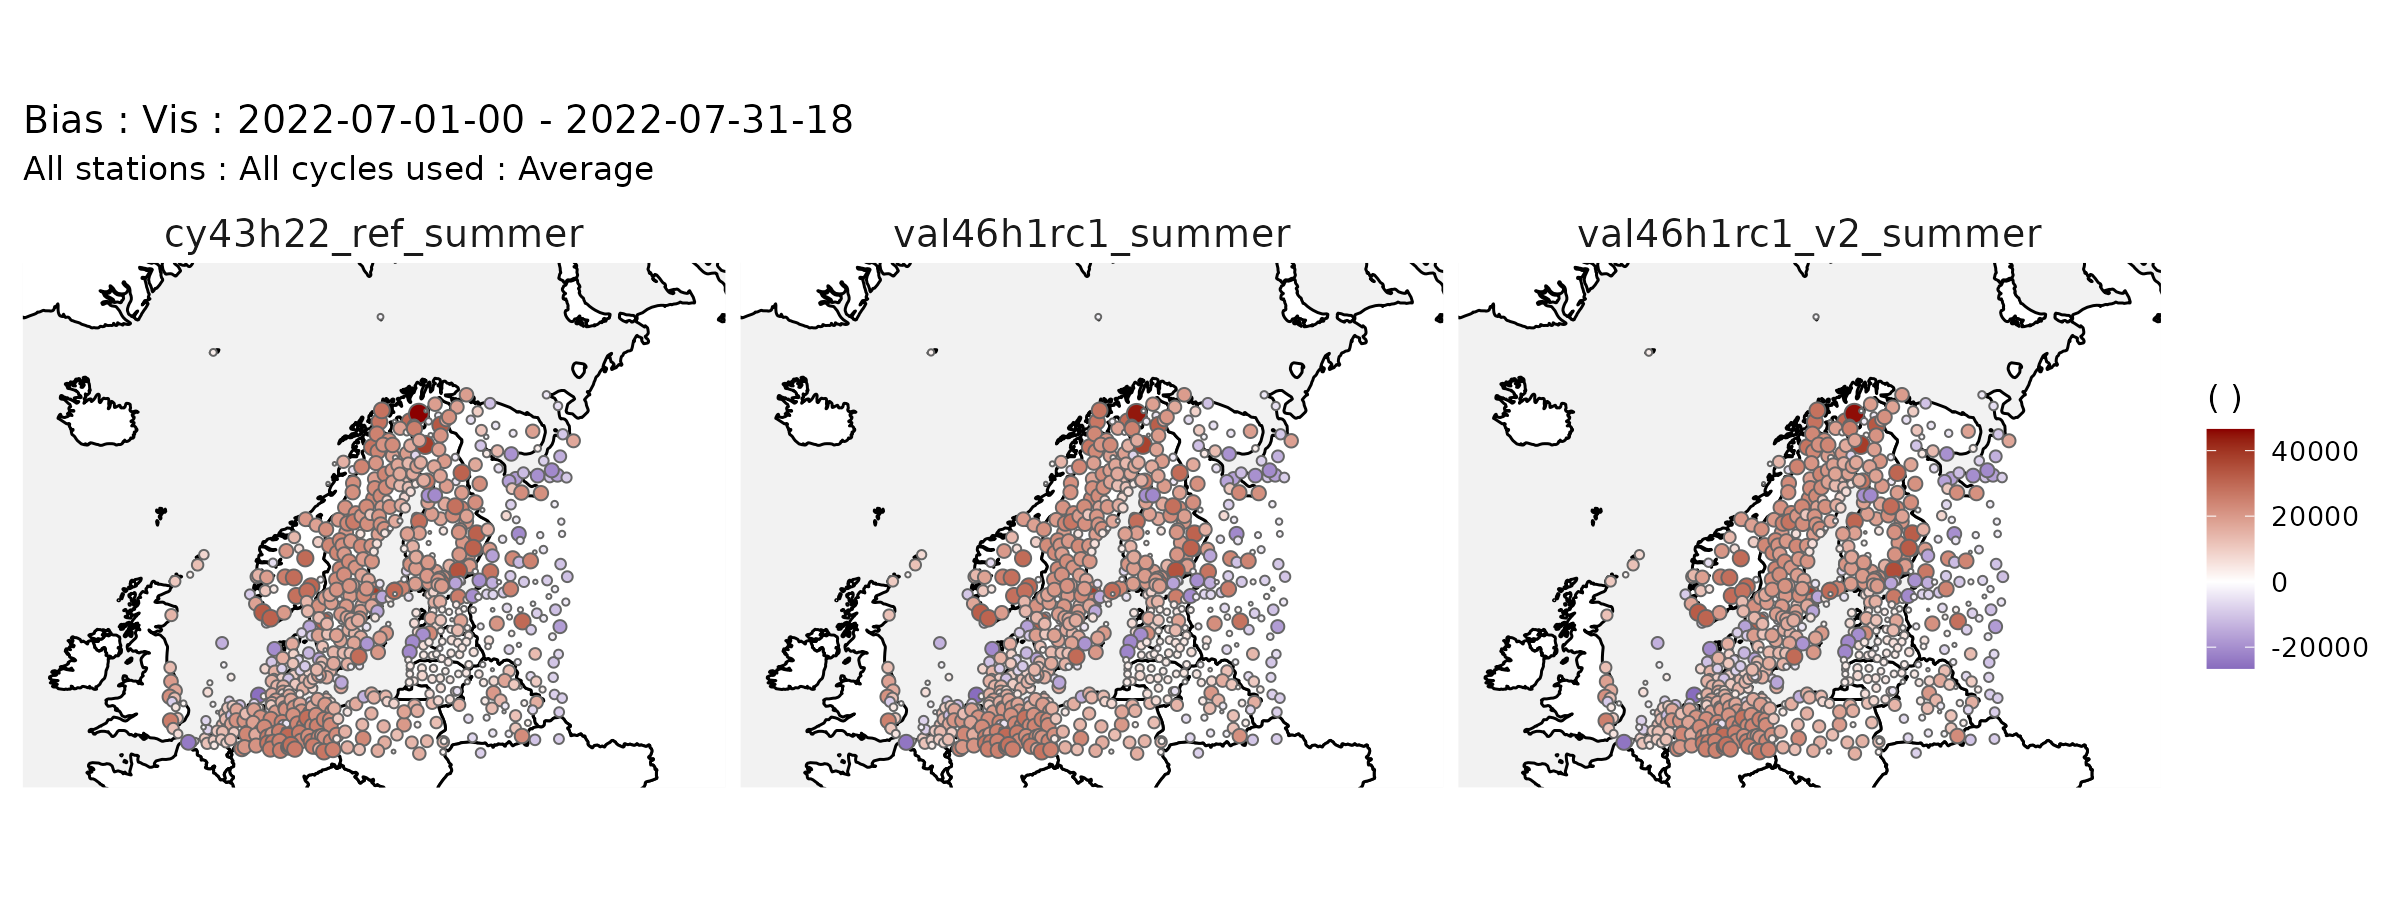 Bias : Vis : 2022-07-01-00 - 2022-07-31-18
All stations : All cycles used : Average
cy43h22_ref_summer
val46h1rc1_summer
val46h1rc1_v2_summer
( )
40000
20000
0
-20000